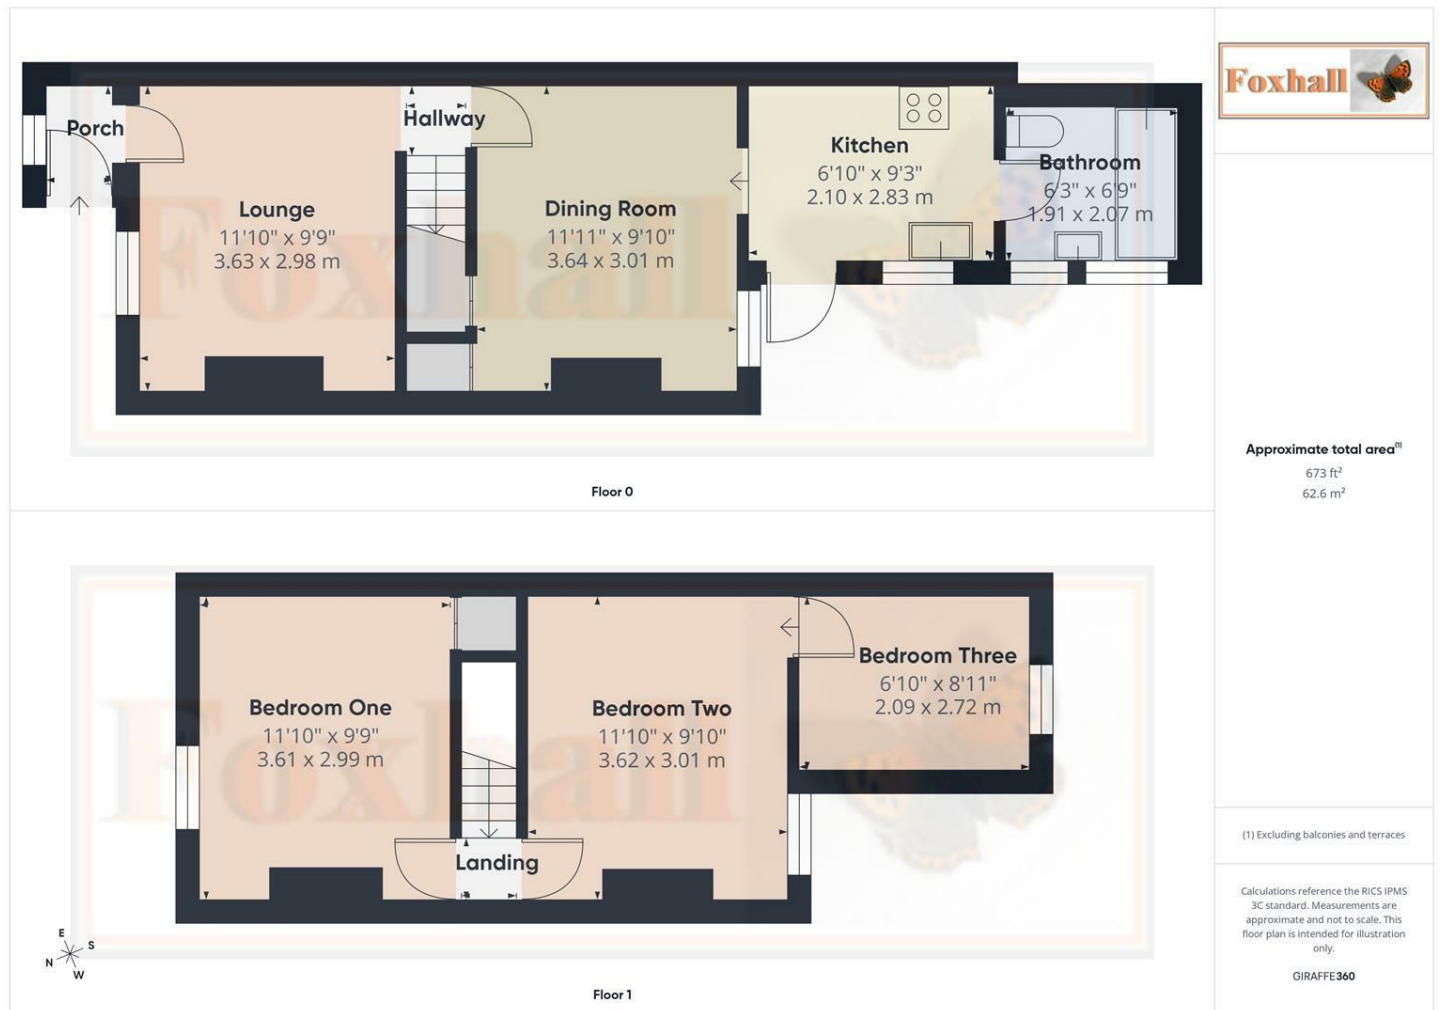 Foxhall
Porch
Hallway
Kitchen
6'10" x 9'3"
2.10 x 2.83 m
Bathroom
6'3" x 6'9"
1.91 x 2.07 m
Lounge
11'10" x 9'9"
3.63 x 2.98 m
Dining Room
11'11" x 9'10"
3.64 x 3.01 m
Foxhall
Floor 0
Approximate total area(1)
673 ft²
62.6 m²
Bedroom Three
6'10" x 8'11"
2.09 x 2.72 m
Bedroom One
11'10" x 9'9"
3.61 x 2.99 m
Bedroom Two
11'10" x 9'10"
3.62 x 3.01 m
Foxhall
Landing
E
S
N
W
Floor 1
(1) Excluding balconies and terraces
Calculations reference the RICS IPMS
3C standard. Measurements are
approximate and not to scale. This
floor plan is intended for illustration
only.
GIRAFFE360